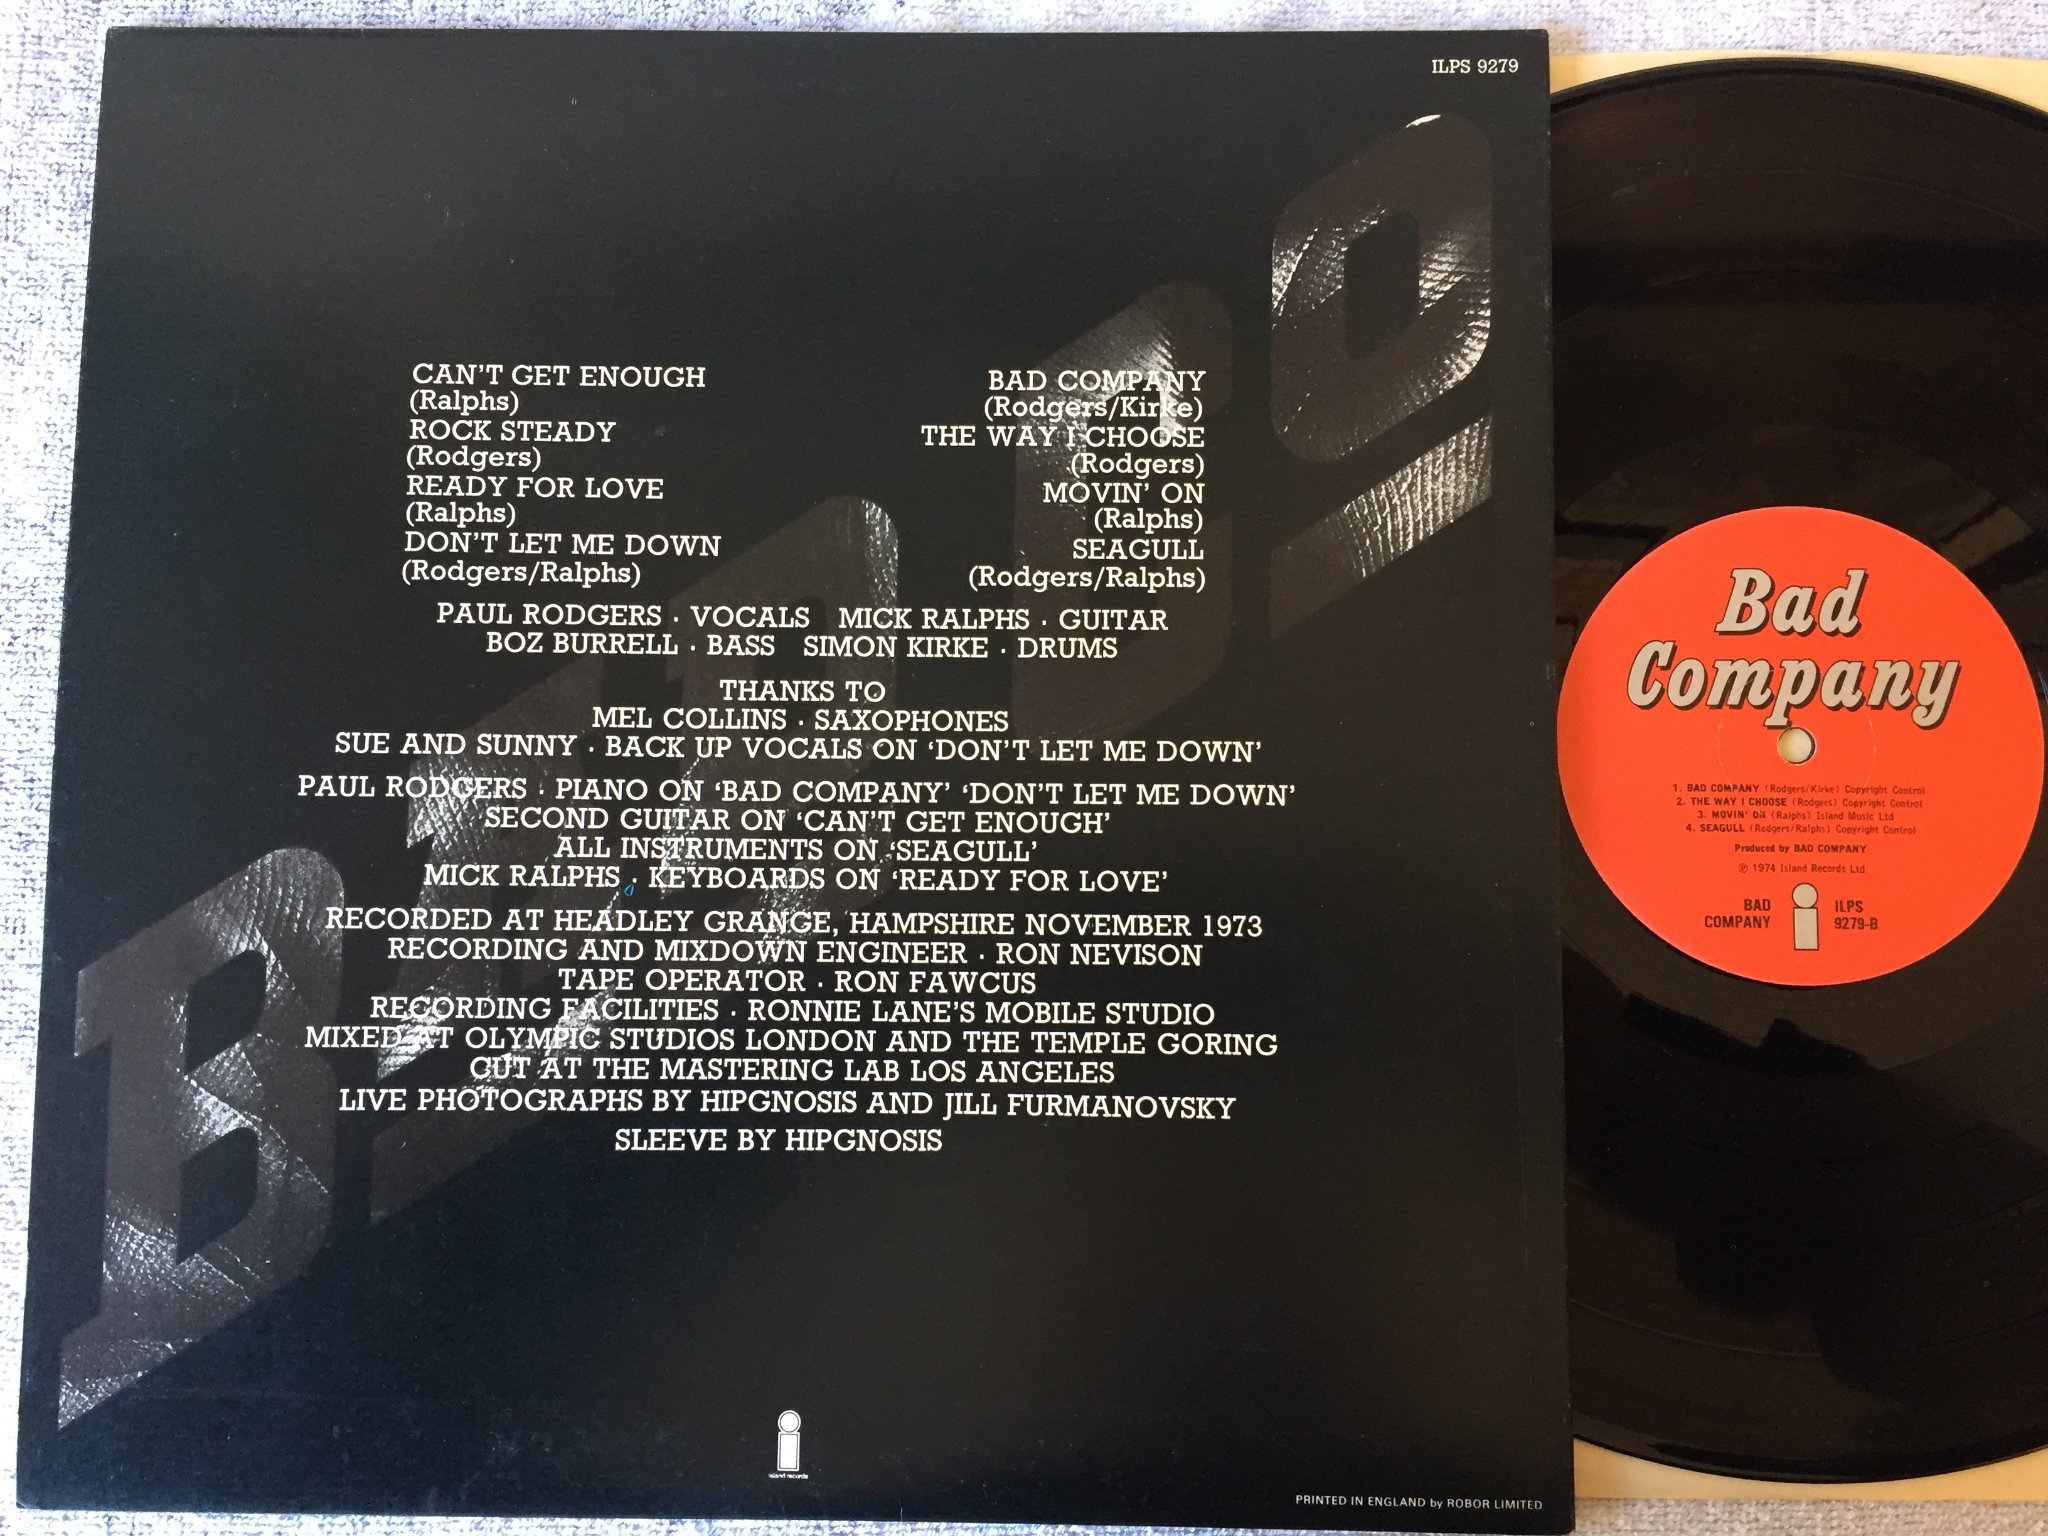 ILPS 9279
CAN'T GET ENOUGH
(Ralphs)
ROCK STEADY
(Rodgers)
READY FOR LOVE
(Ralphs)
DON'T LET ME DOWN
(Rodgers/Ralphs)
BAD COMPANY
(Rodgers/Kirke)
THE WAY I CHOOSE
(Rodgers)
MOVIN' ON
(Ralphs)
SEAGULL
(Rodgers/Ralphs)
PAUL RODGERS · VOCALS MICK RALPHS · GUITAR
BOZ BURRELL · BASS SIMON KIRKE · DRUMS
THANKS TO
MEL COLLINS · SAXOPHONES
SUE AND SUNNY · BACK UP VOCALS ON ‘DON'T LET ME DOWN’
PAUL RODGERS · PIANO ON ‘BAD COMPANY’ ‘DON'T LET ME DOWN’
SECOND GUITAR ON ‘CAN'T GET ENOUGH’
ALL INSTRUMENTS ON ‘SEAGULL’
MICK RALPHS · KEYBOARDS ON ‘READY FOR LOVE’
RECORDED AT HEADLEY GRANGE, HAMPSHIRE NOVEMBER 1973
RECORDING AND MIXDOWN ENGINEER · RON NEVISON
TAPE OPERATOR · RON FAWCUS
RECORDING FACILITIES · RONNIE LANE'S MOBILE STUDIO
MIXED AT OLYMPIC STUDIOS LONDON AND THE TEMPLE GORING
CUT AT THE MASTERING LAB LOS ANGELES
LIVE PHOTOGRAPHS BY HIPGNOSIS AND JILL FURMANOVSKY
SLEEVE BY HIPGNOSIS
BAD Co
island records
PRINTED IN ENGLAND by ROBOR LIMITED
Bad
Company
1. BAD COMPANY (Rodgers/Kirke) Copyright Control
2. THE WAY I CHOOSE (Rodgers) Copyright Control
3. MOVIN' ON (Ralphs) Island Music Ltd
4. SEAGULL (Rodgers/Ralphs) Copyright Control
Produced by BAD COMPANY
℗ 1974 Island Records Ltd
BAD
COMPANY
ILPS
9279-B